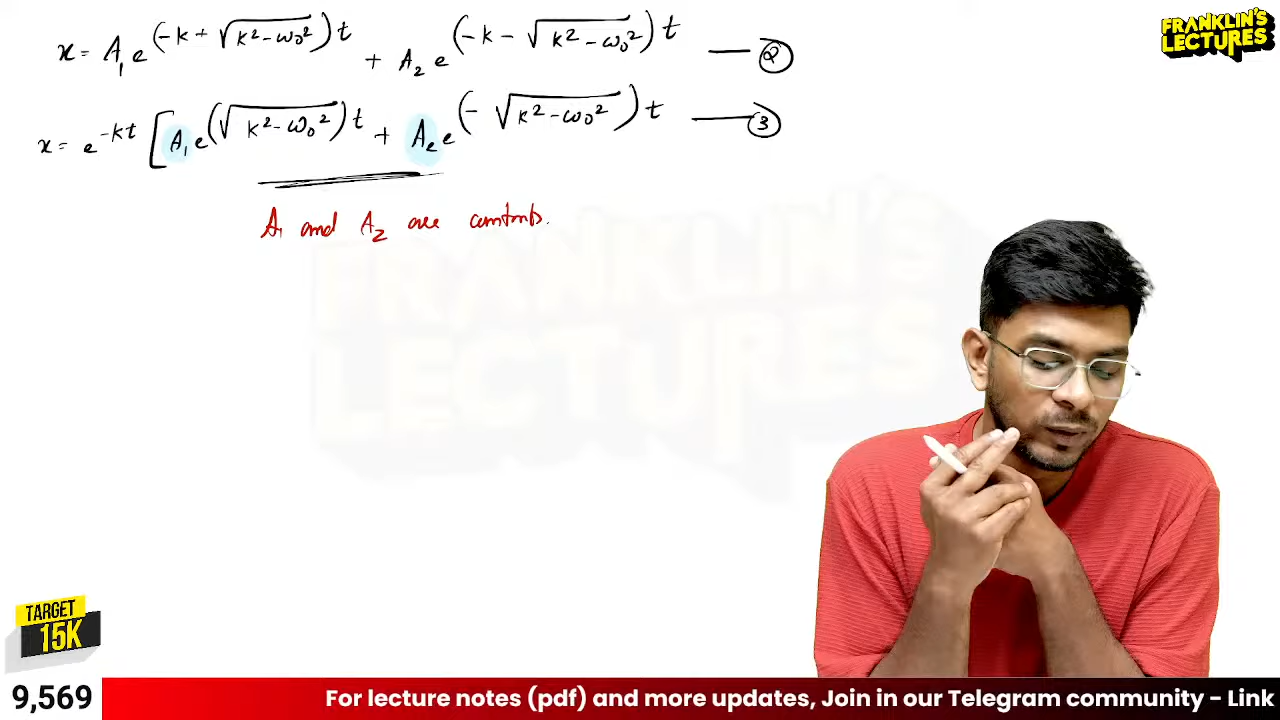 x = A₁ e^(-k + √(k² - ω₀²))t + A₂ e^(-k - √(k² - ω₀²))t — ②
x = e^-kt [A₁ e^(√(k² - ω₀²))t + A₂ e^(- √(k² - ω₀²))t — ③
A₁ and A₂ are constants.
FRANKLIN'S
LECTURES
FRANKLIN'S
LECTURES
TARGET
15K
9,569
For lecture notes (pdf) and more updates, Join in our Telegram community - Link